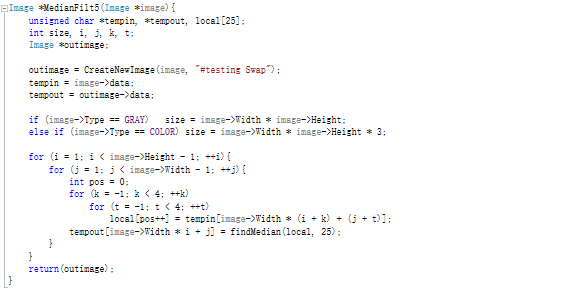 Image *MedianFilt5(Image *image){
unsigned char *tempin, *tempout, local[25];
int size, i, j, k, t;
Image *outimage;
outimage = CreateNewImage(image, "#testing Swap");
tempin = image->data;
tempout = outimage->data;
if (image->Type == GRAY)   size = image->Width * image->Height;
else if (image->Type == COLOR) size = image->Width * image->Height * 3;
for (i = 1; i < image->Height - 1; ++i){
for (j = 1; j < image->Width - 1; ++j){
int pos = 0;
for (k = -1; k < 4; ++k)
for (t = -1; t < 4; ++t)
local[pos++] = tempin[image->Width * (i + k) + (j + t)];
tempout[image->Width * i + j] = findMedian(local, 25);
}
}
return(outimage);
}